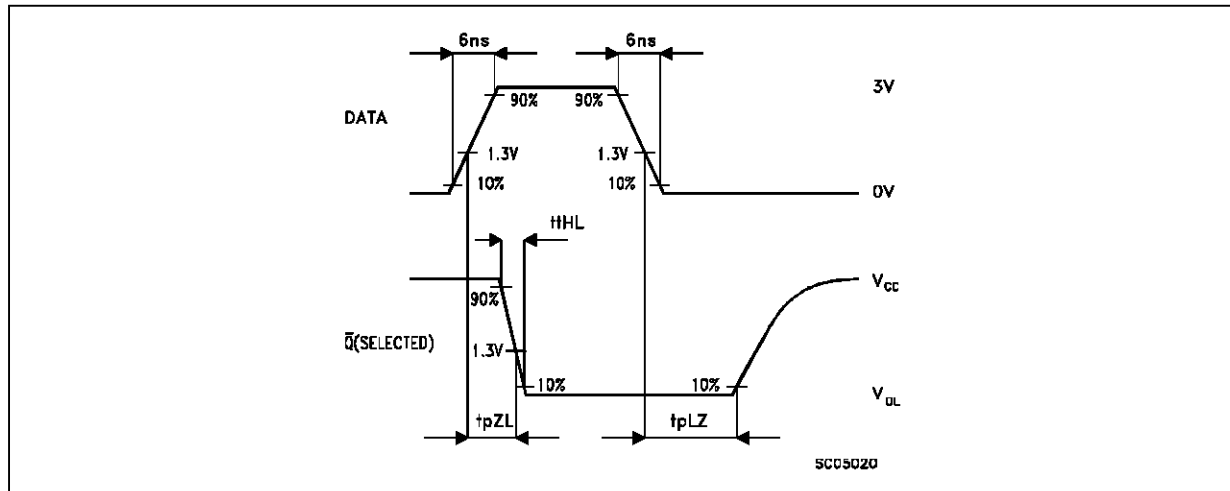 6ns 6ns
3V
90% 90%
DATA
1.3V 1.3V
10% 10%
0V
ttHL
VCC
90%
Q̅(SELECTED)
1.3V
10% 10%
VOL
tpZL tpLZ
SC05020